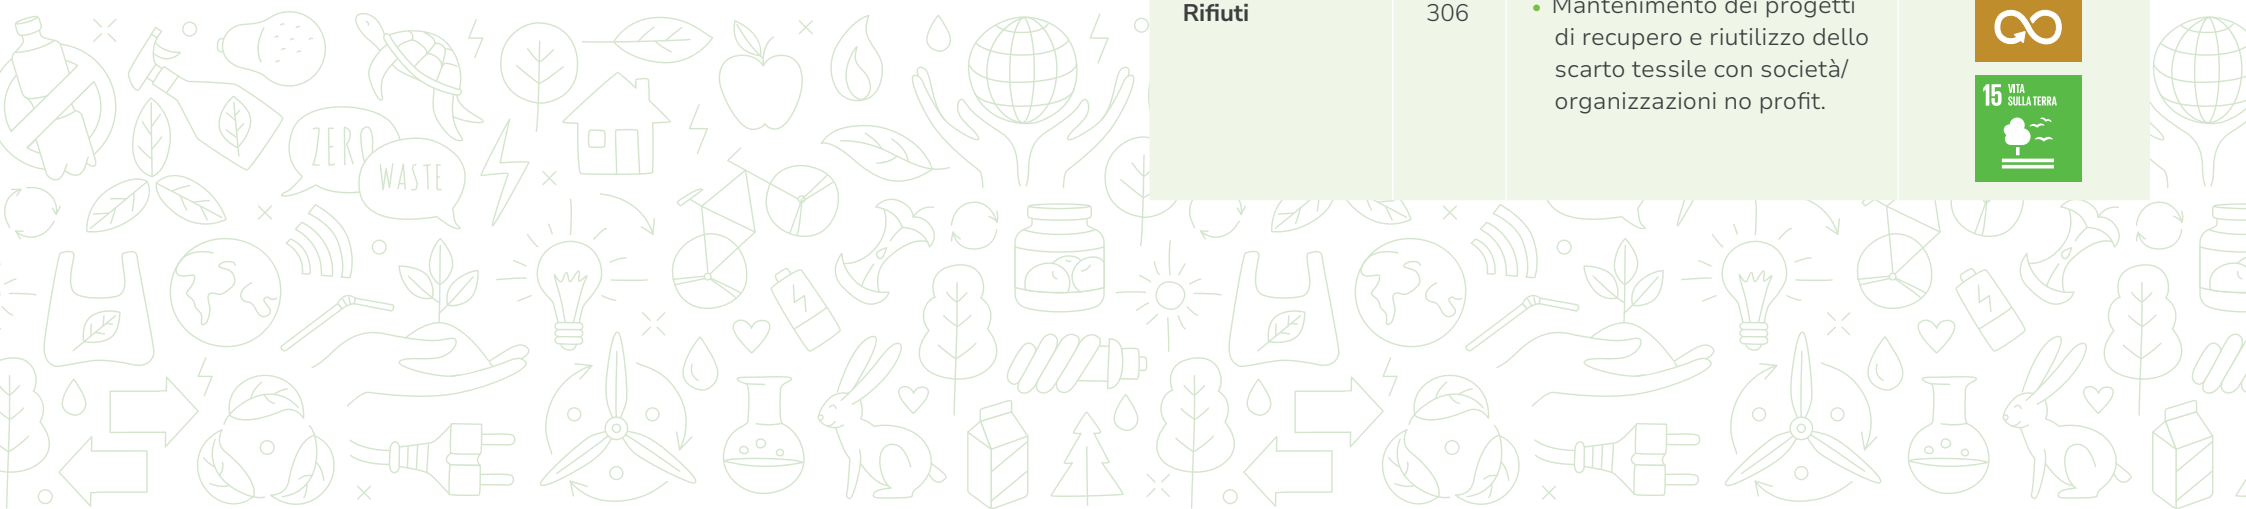 Rifiuti
306
• Mantenimento dei progetti
di recupero e riutilizzo dello
scarto tessile con società/
organizzazioni no profit.
15 VITA
SULLA TERRA
ZERO
WASTE